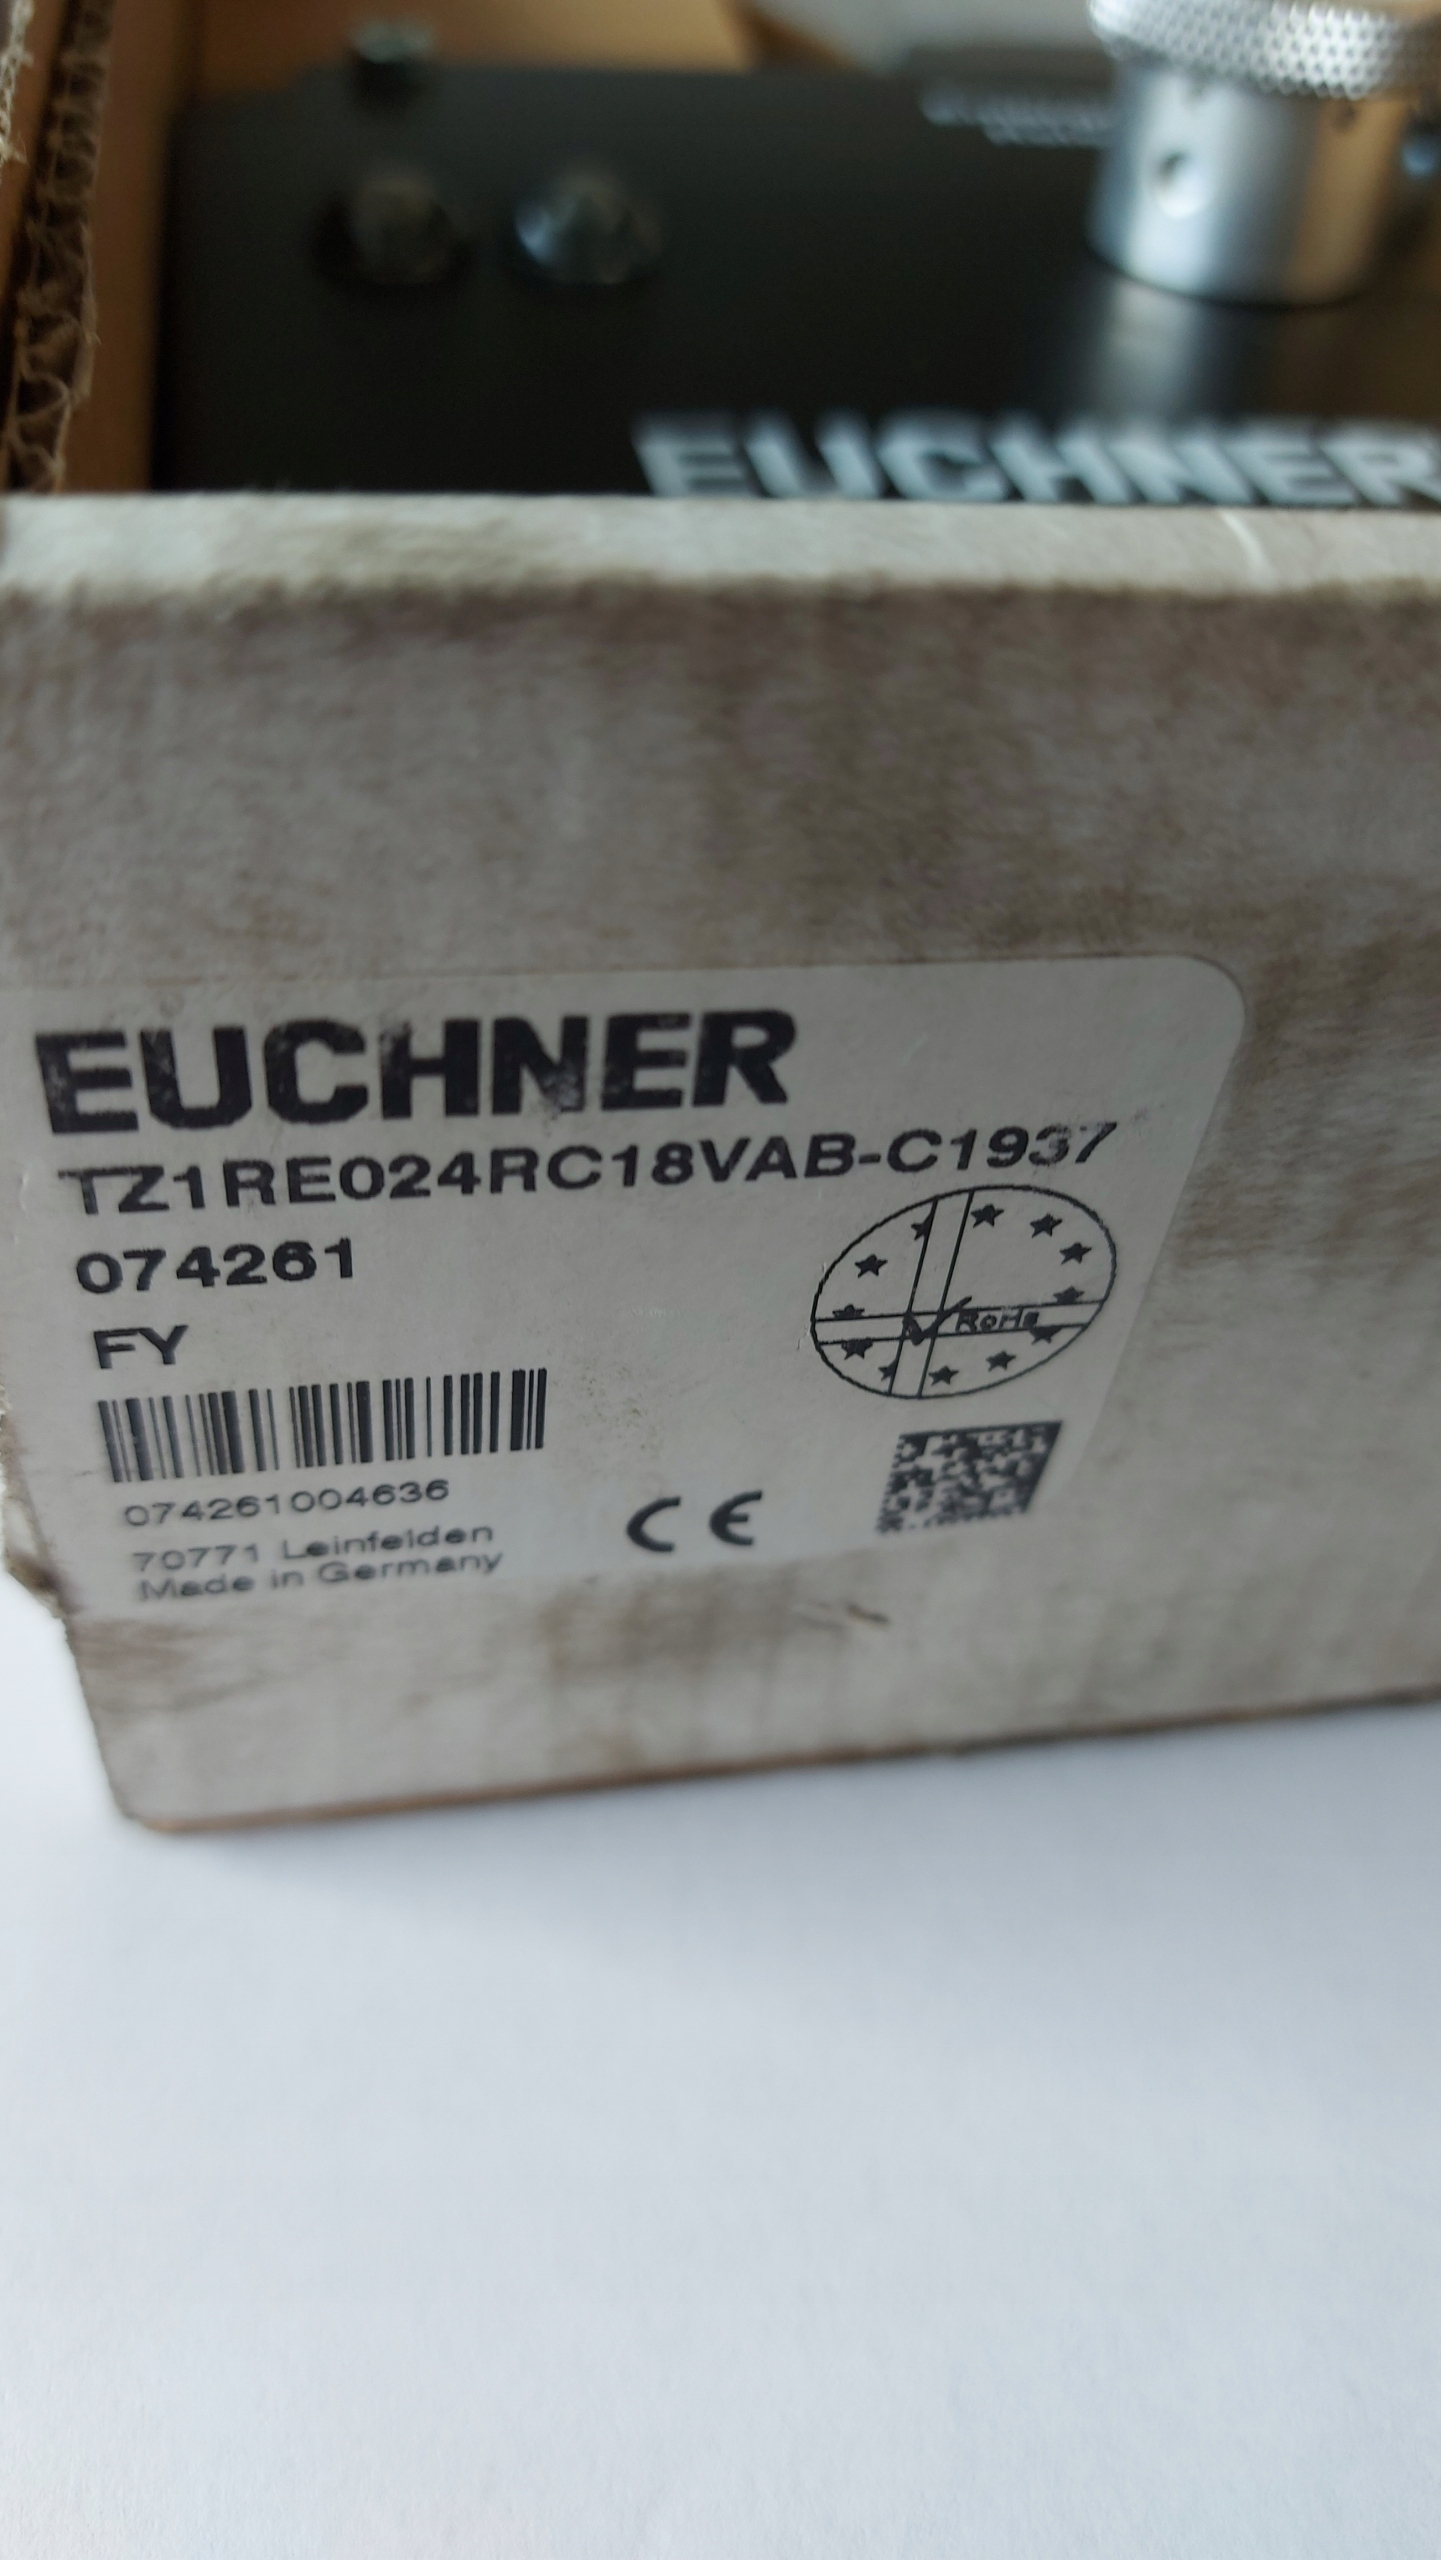 EUCHNER
EUCHNER
TZ1RE024RC18VAB-C1937
074261
FY
RoHs
074261004636
70771 Leinfelden
Made in Germany
CE